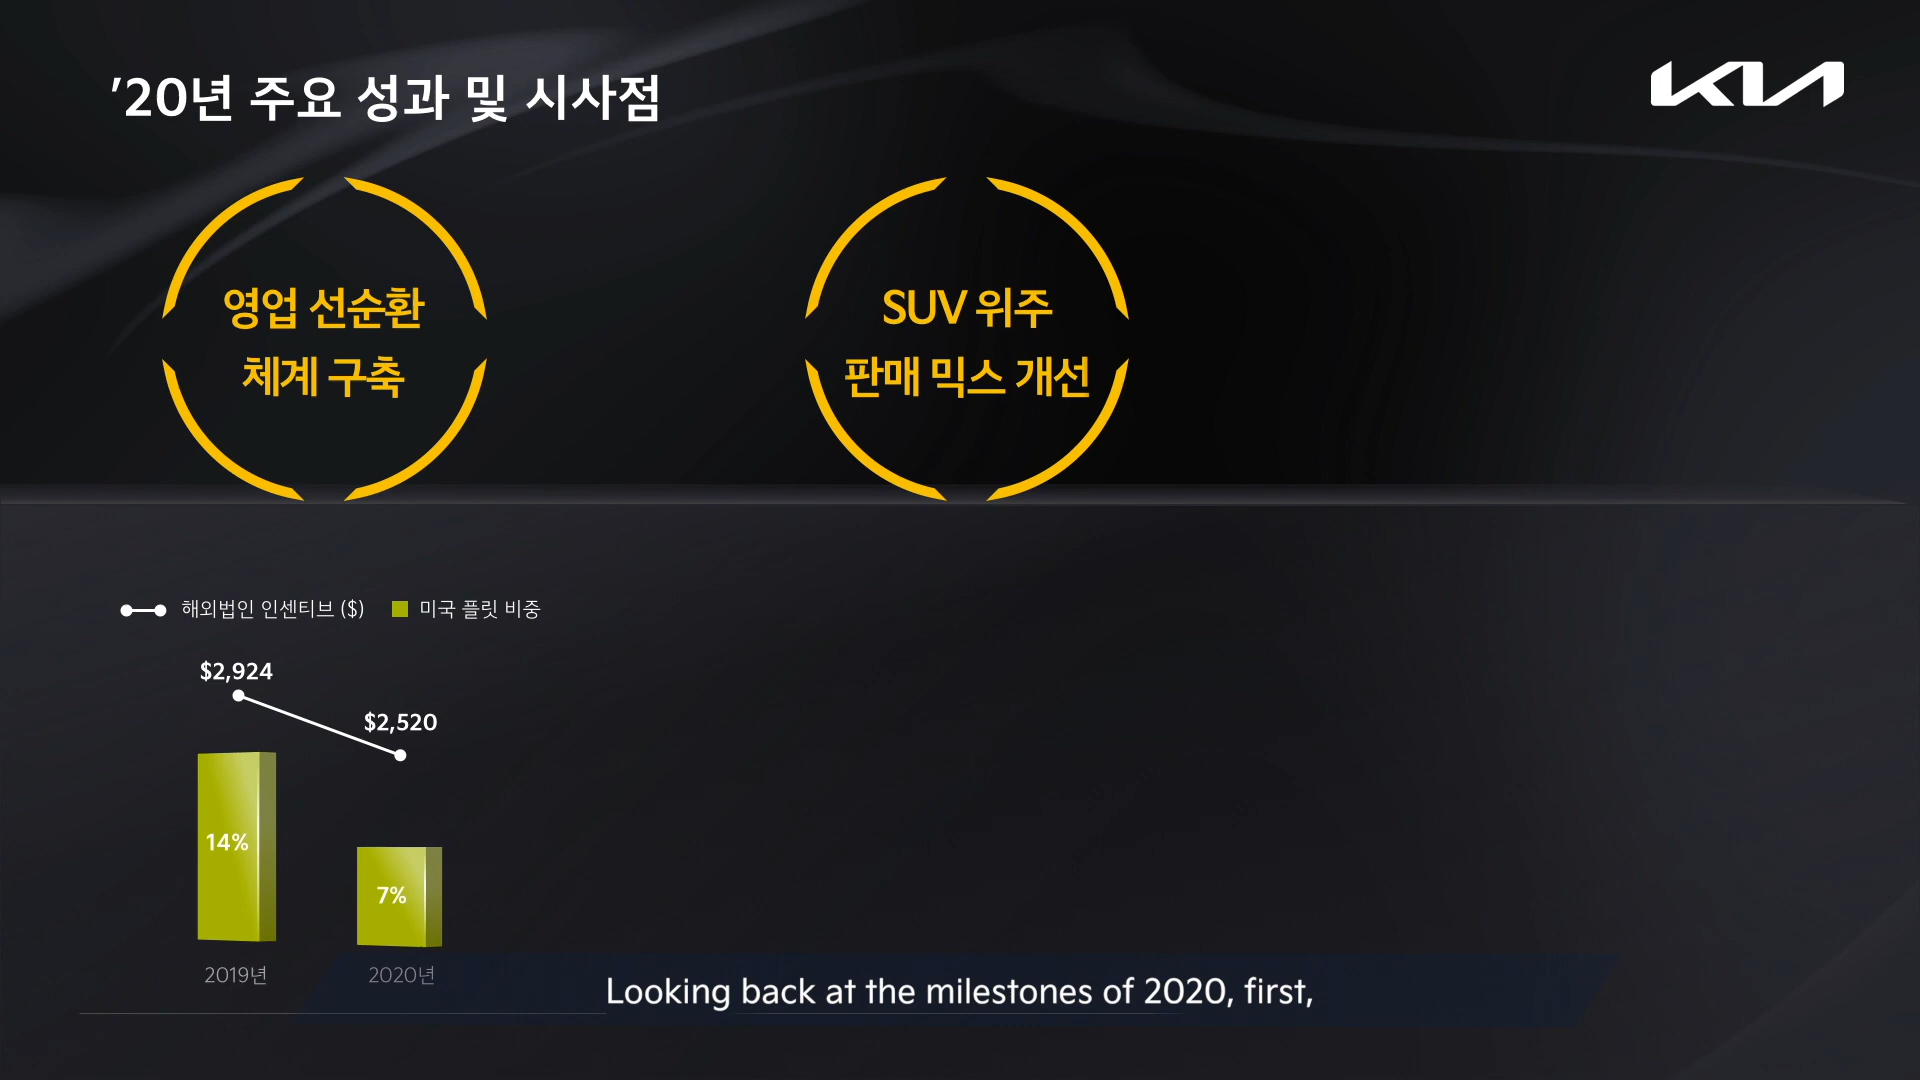 ’20년 주요 성과 및 시사점
KIA
영업 선순환
체계 구축
SUV 위주
판매 믹스 개선
해외법인 인센티브 ($)
미국 플릿 비중
$2,924
$2,520
14%
7%
2019년
2020년
Looking back at the milestones of 2020, first,